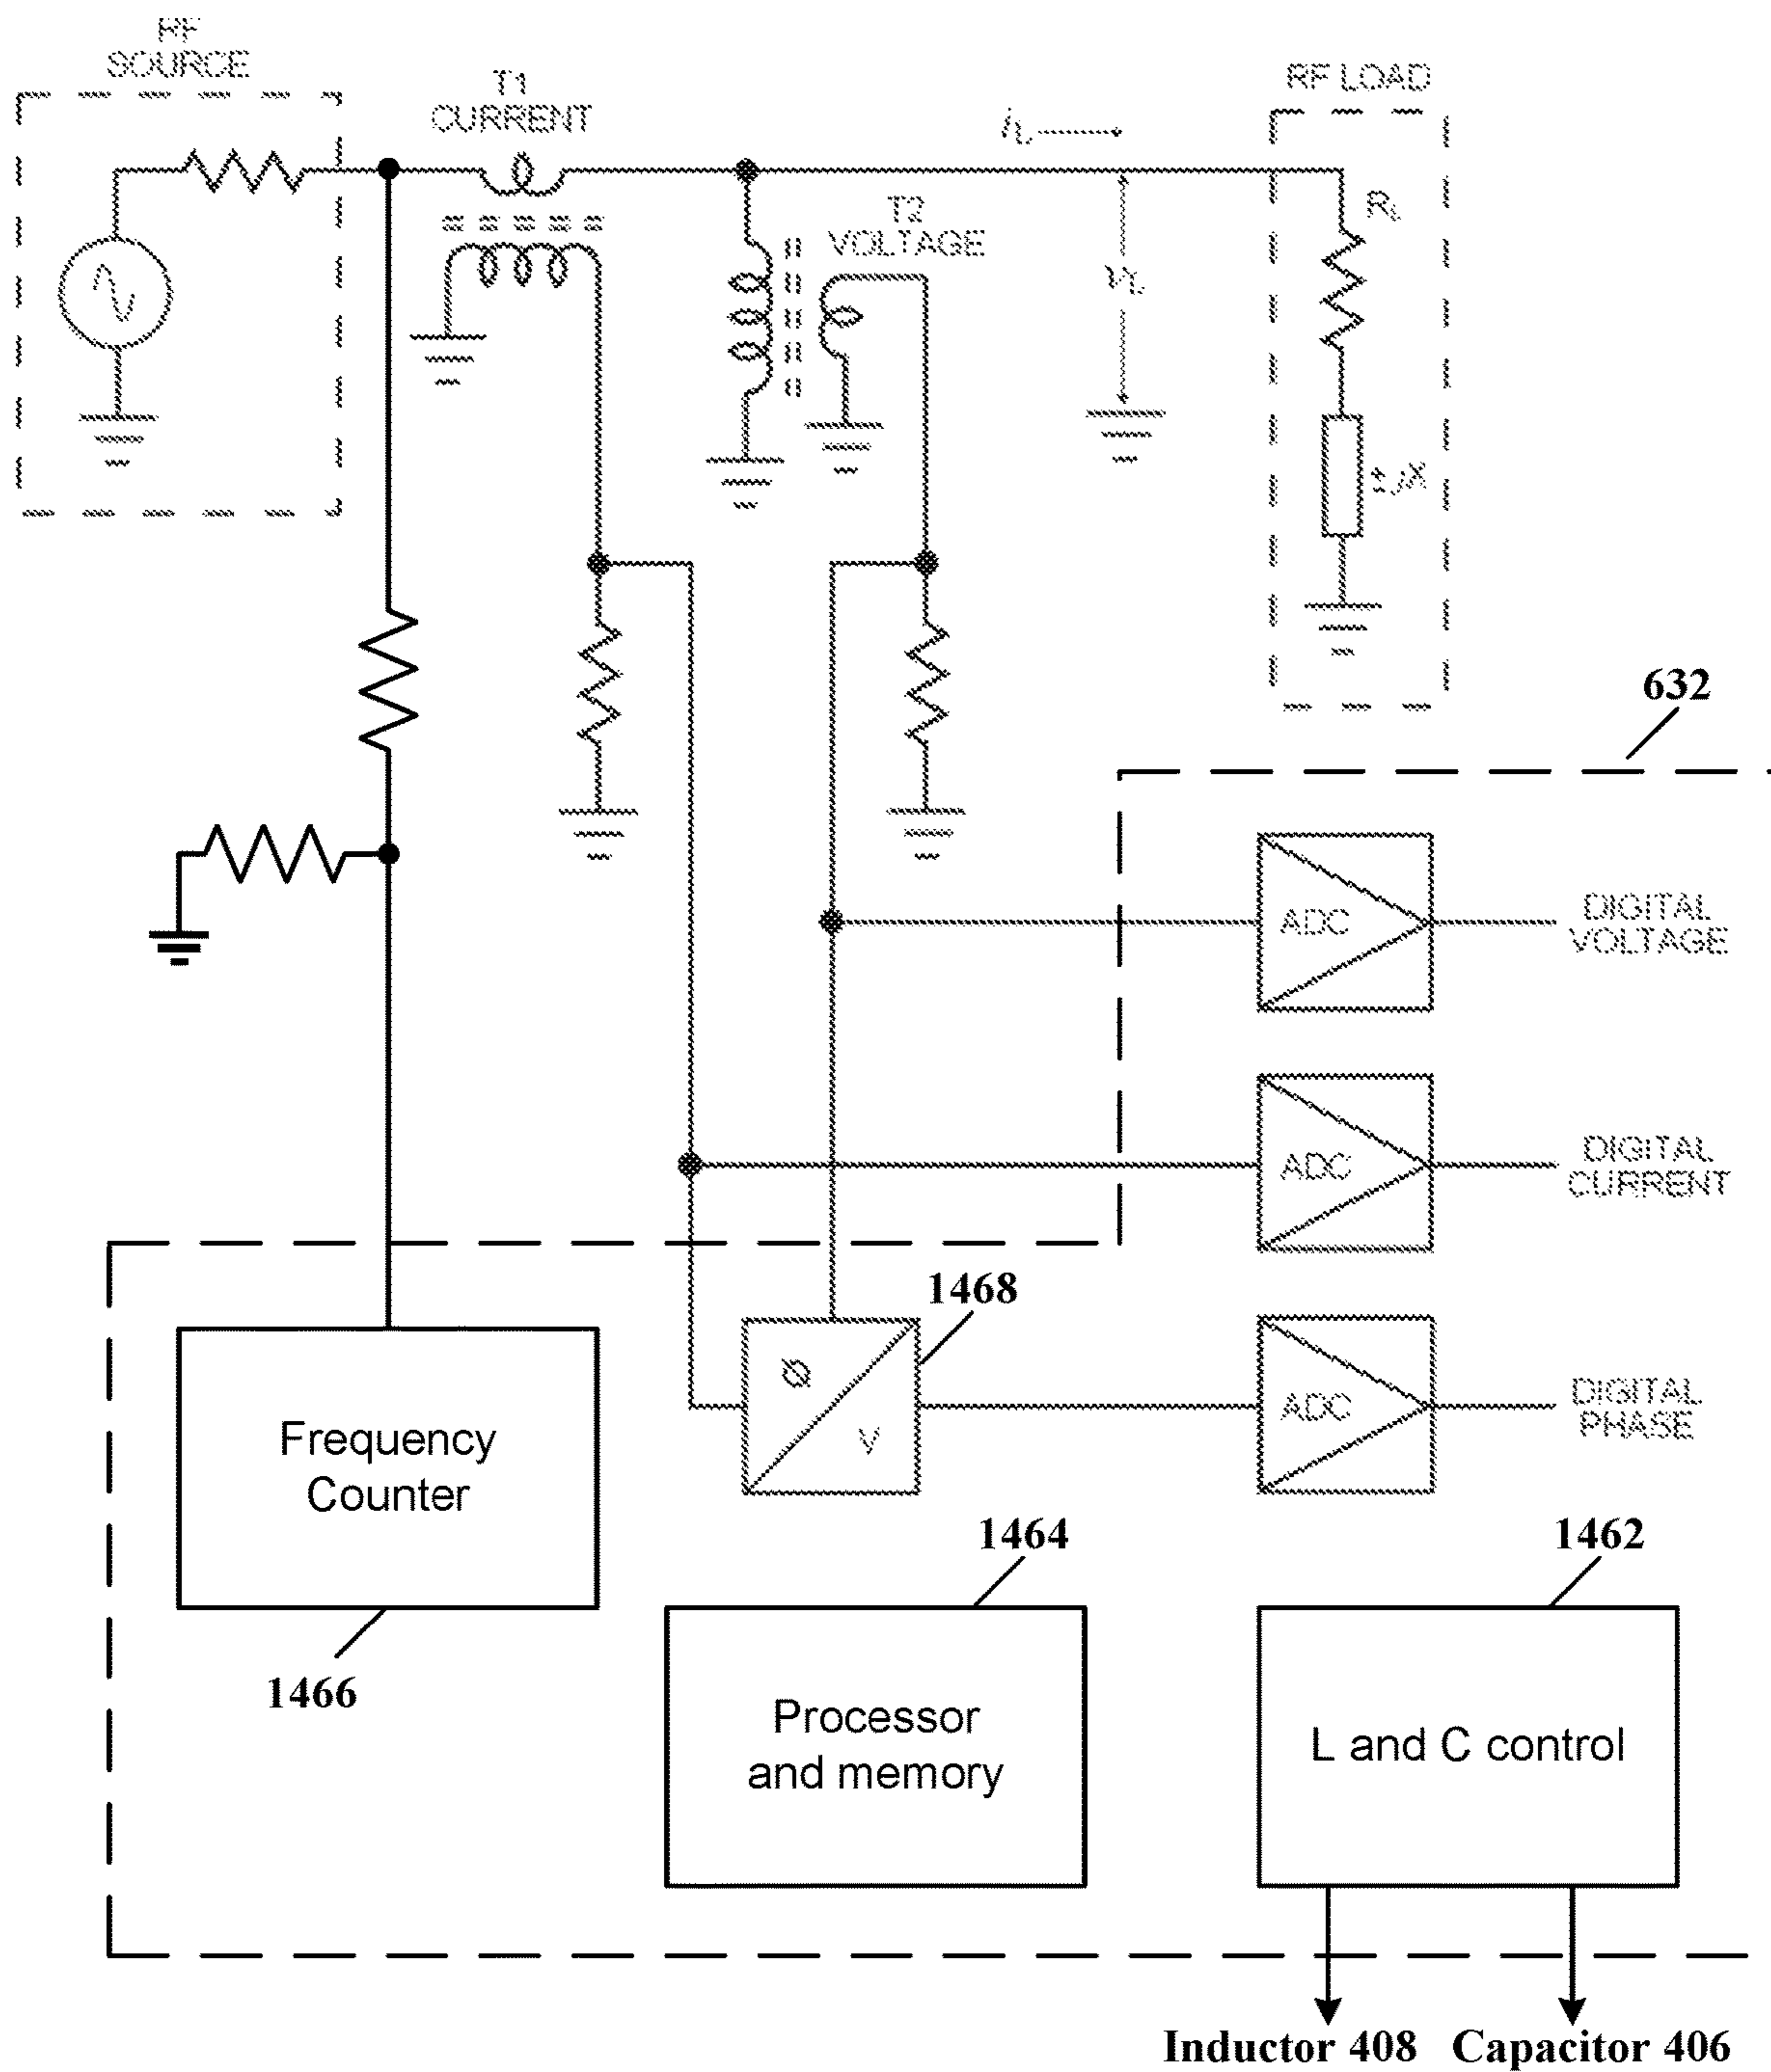 RF
SOURCE
T1
CURRENT
iL
RF LOAD
T2
VOLTAGE
RL
vL
±jX
632
ADC
DIGITAL
VOLTAGE
ADC
DIGITAL
CURRENT
1468
Ø
V
ADC
DIGITAL
PHASE
Frequency
Counter
1466
1464
Processor
and memory
1462
L and C control
Inductor 408
Capacitor 406